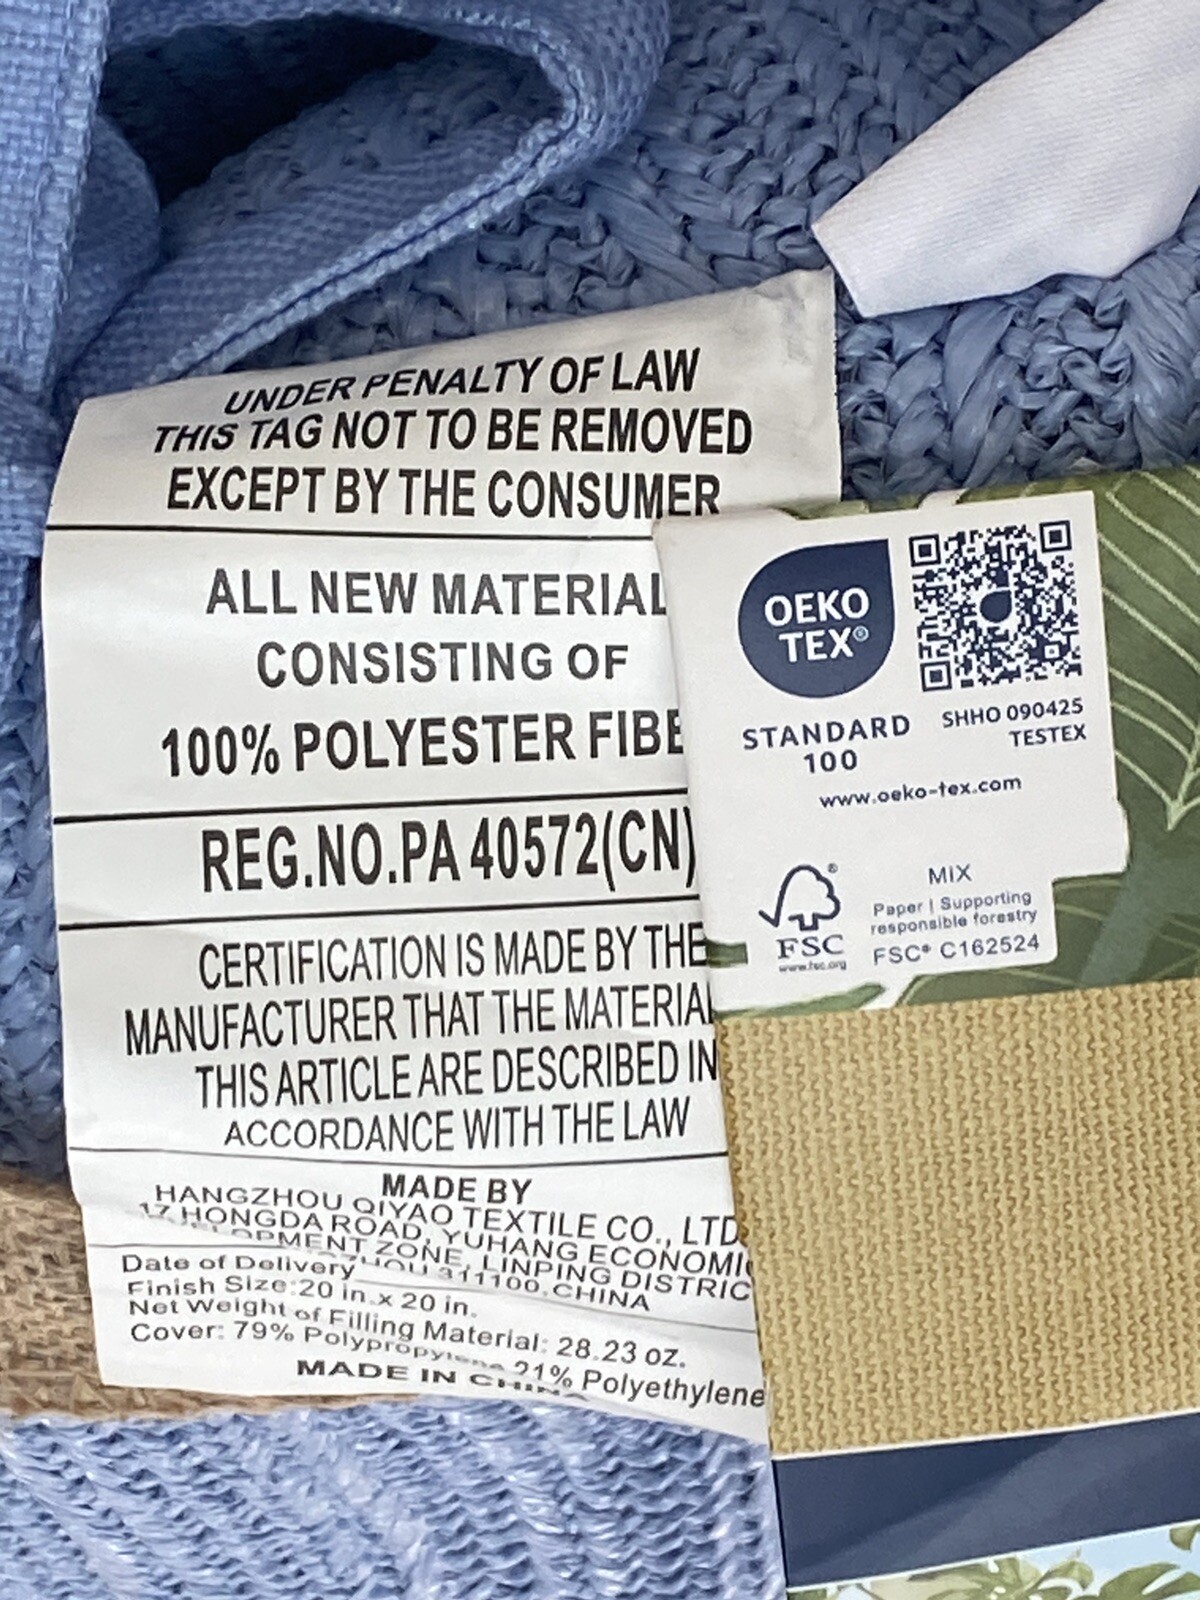 UNDER PENALTY OF LAW
THIS TAG NOT TO BE REMOVED
EXCEPT BY THE CONSUMER
ALL NEW MATERIAL
CONSISTING OF
100% POLYESTER FIBE
REG.NO.PA 40572(CN)
CERTIFICATION IS MADE BY THE
MANUFACTURER THAT THE MATERIAL
THIS ARTICLE ARE DESCRIBED IN
ACCORDANCE WITH THE LAW
MADE BY
HANGZHOU QIYAO TEXTILE CO., LTD
17 HONGDA ROAD, YUHANG ECONOMIC
OPMENT ZONE, LINPING DISTRIC
ZHOU 311100, CHINA
Date of Delivery
Finish Size:20 in.x 20 in.
Net Weight of Filling Material: 28.23 oz.
Cover: 79% Polypropylene 21% Polyethylene
MADE IN CHINA
OEKO
TEX®
STANDARD
100
SHHO 090425
TESTEX
www.oeko-tex.com
®
FSC
www.fsc.org
MIX
Paper | Supporting
responsible forestry
FSC® C162524